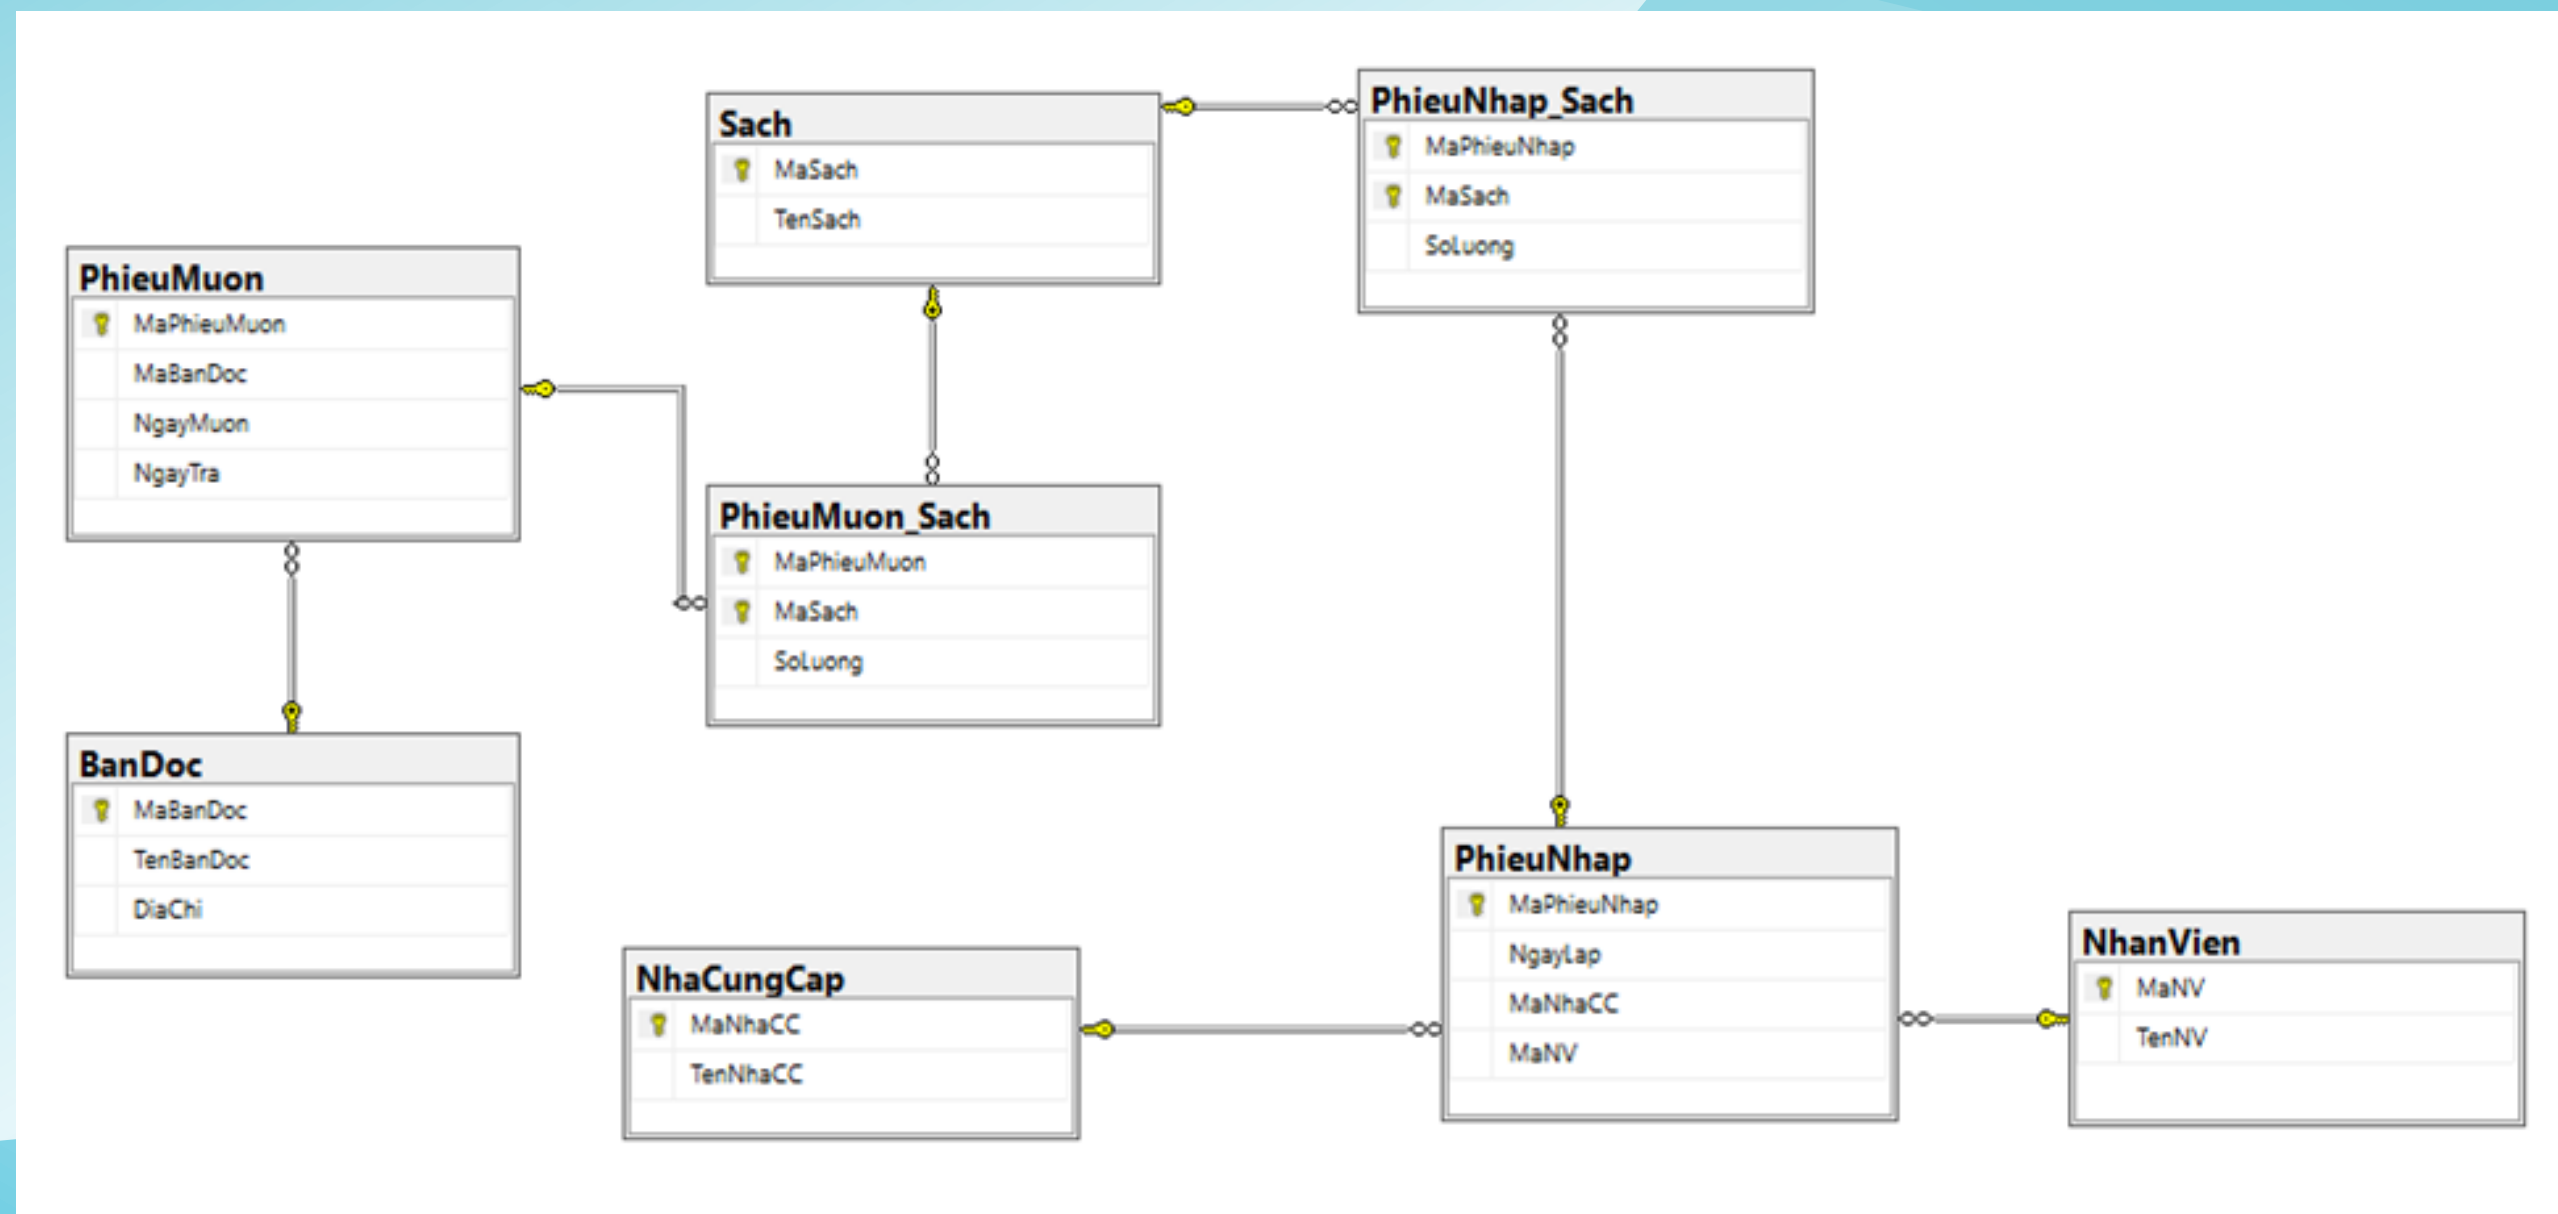 Sach
MaSach
TenSach
PhieuNhap_Sach
MaPhieuNhap
MaSach
SoLuong
PhieuMuon
MaPhieuMuon
MaBanDoc
NgayMuon
NgayTra
PhieuMuon_Sach
MaPhieuMuon
MaSach
SoLuong
BanDoc
MaBanDoc
TenBanDoc
DiaChi
NhaCungCap
MaNhaCC
TenNhaCC
PhieuNhap
MaPhieuNhap
NgayLap
MaNhaCC
MaNV
NhanVien
MaNV
TenNV